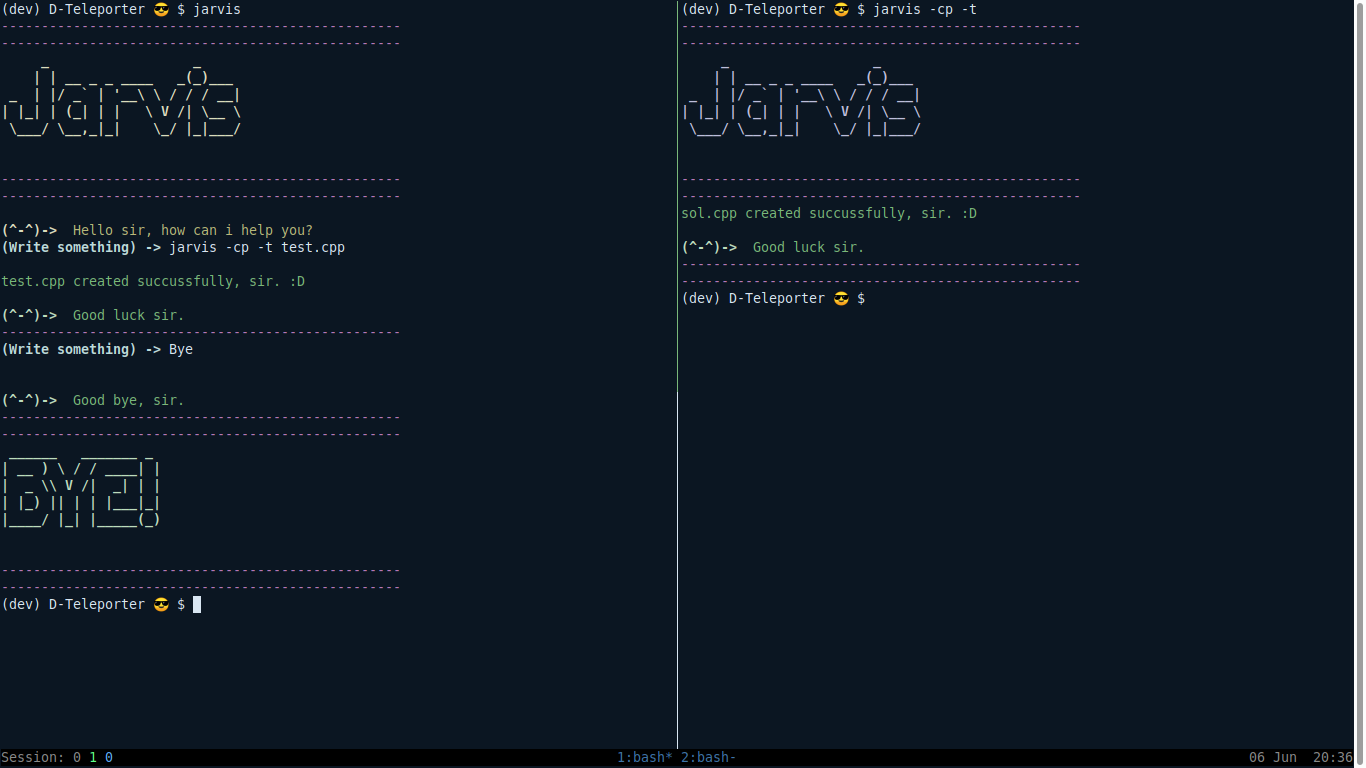 (dev) D-Teleporter 😎 $ jarvis
--------------------------------------------------
--------------------------------------------------
Jarvis
--------------------------------------------------
--------------------------------------------------
(^-^)->  Hello sir, how can i help you?
(Write something) -> jarvis -cp -t test.cpp
test.cpp created succussfully, sir. :D
(^-^)->  Good luck sir.
--------------------------------------------------
(Write something) -> Bye
(^-^)->  Good bye, sir.
--------------------------------------------------
--------------------------------------------------
BYE!
--------------------------------------------------
--------------------------------------------------
(dev) D-Teleporter 😎 $
(dev) D-Teleporter 😎 $ jarvis -cp -t
--------------------------------------------------
--------------------------------------------------
Jarvis
--------------------------------------------------
--------------------------------------------------
sol.cpp created succussfully, sir. :D
(^-^)->  Good luck sir.
--------------------------------------------------
--------------------------------------------------
(dev) D-Teleporter 😎 $
Session: 0 1 0 1:bash* 2:bash- 06 Jun  20:36